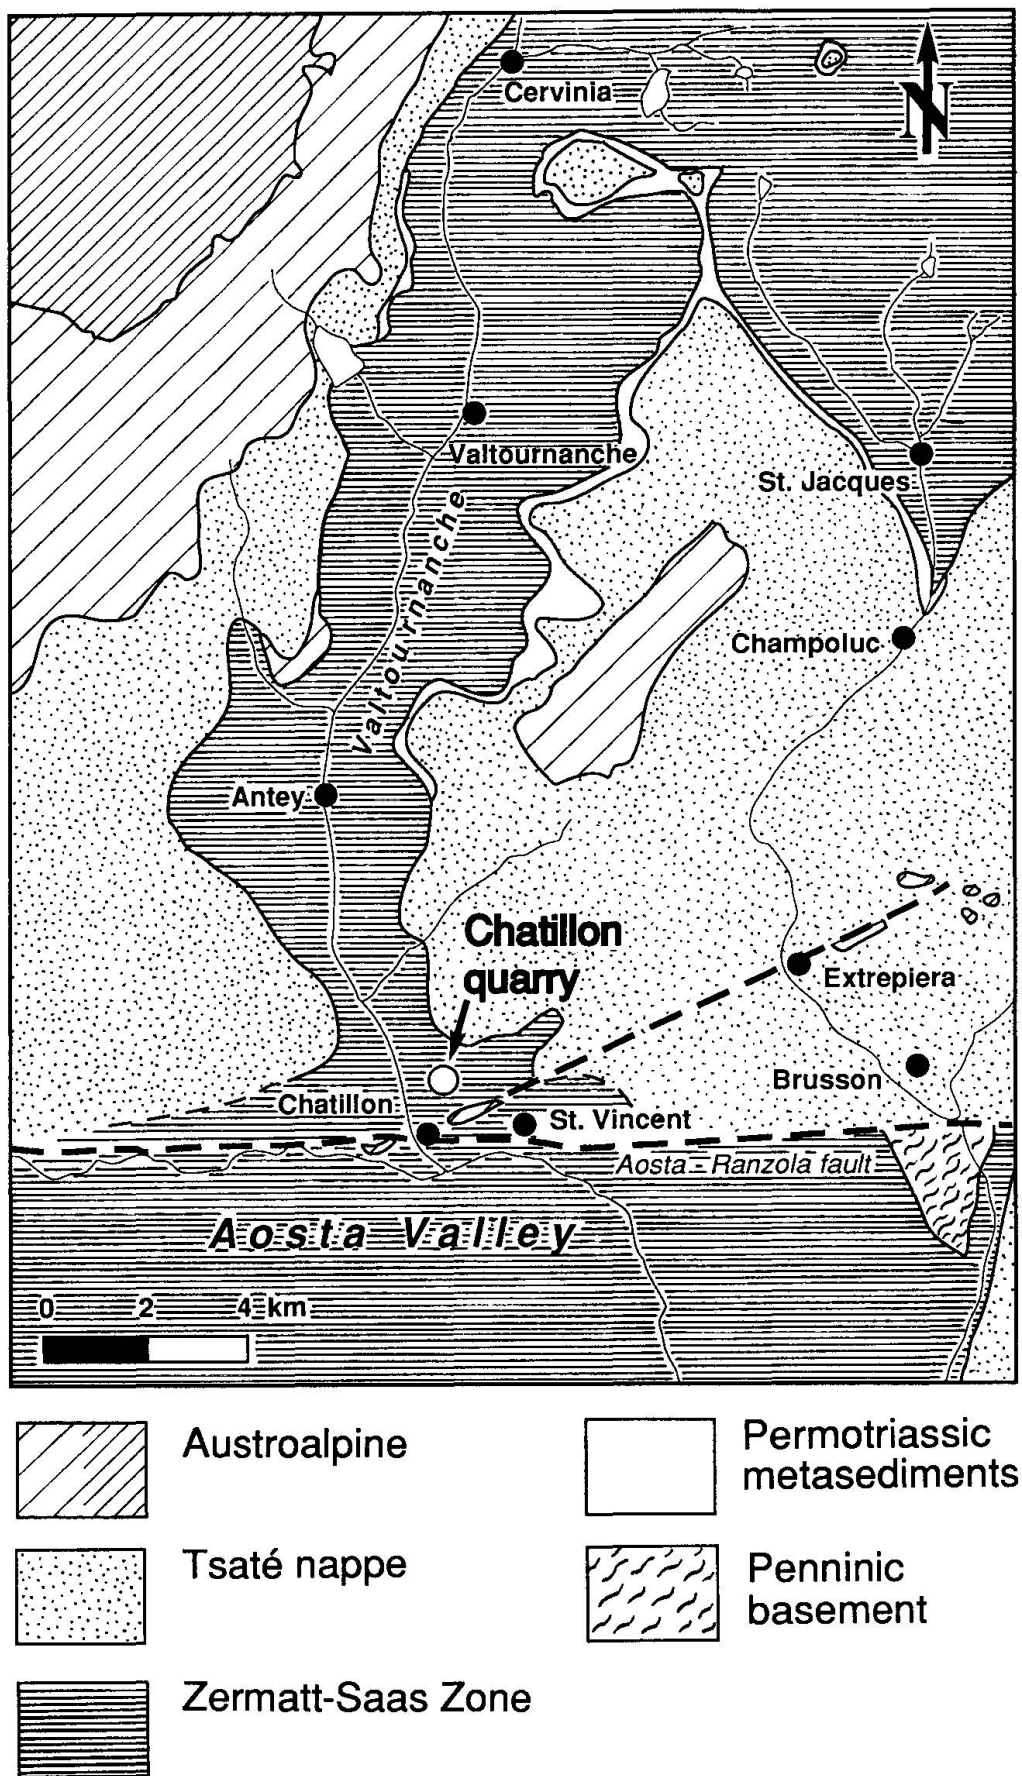 N
Cervinia
Valtournanche
St. Jacques
Valtournanche
Champoluc
Antey
Chatillon
quarry
Extrepiera
Brusson
Chatillon
St. Vincent
Aosta-Ranzola fault
Aosta Valley
0 2 4 km
Austroalpine
Permotriassic
metasediments
Tsaté nappe
Penninic
basement
Zermatt-Saas Zone